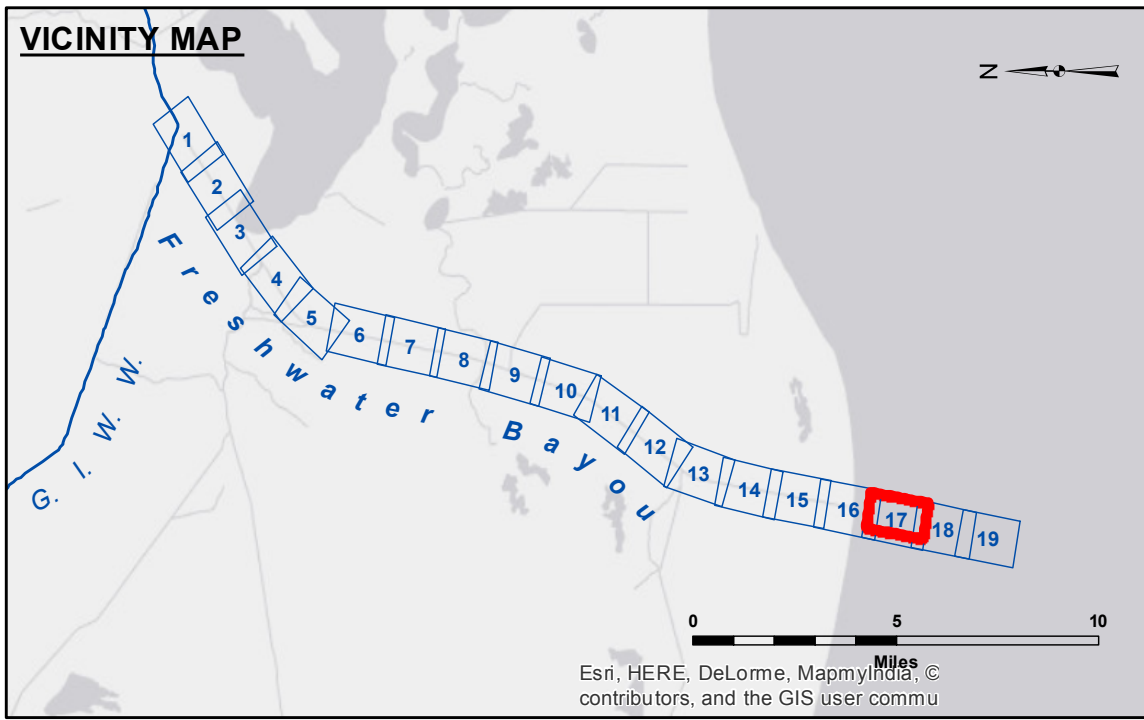 VICINITY MAP
N
1
2
3
4
5
6
7
8
9
10
11
12
13
14
15
16
17
18
19
Freshwater Bayou
G. I. W. W.
0 5 10
Miles
Esri, HERE, DeLorme, MapmyIndia, ©
contributors, and the GIS user commu